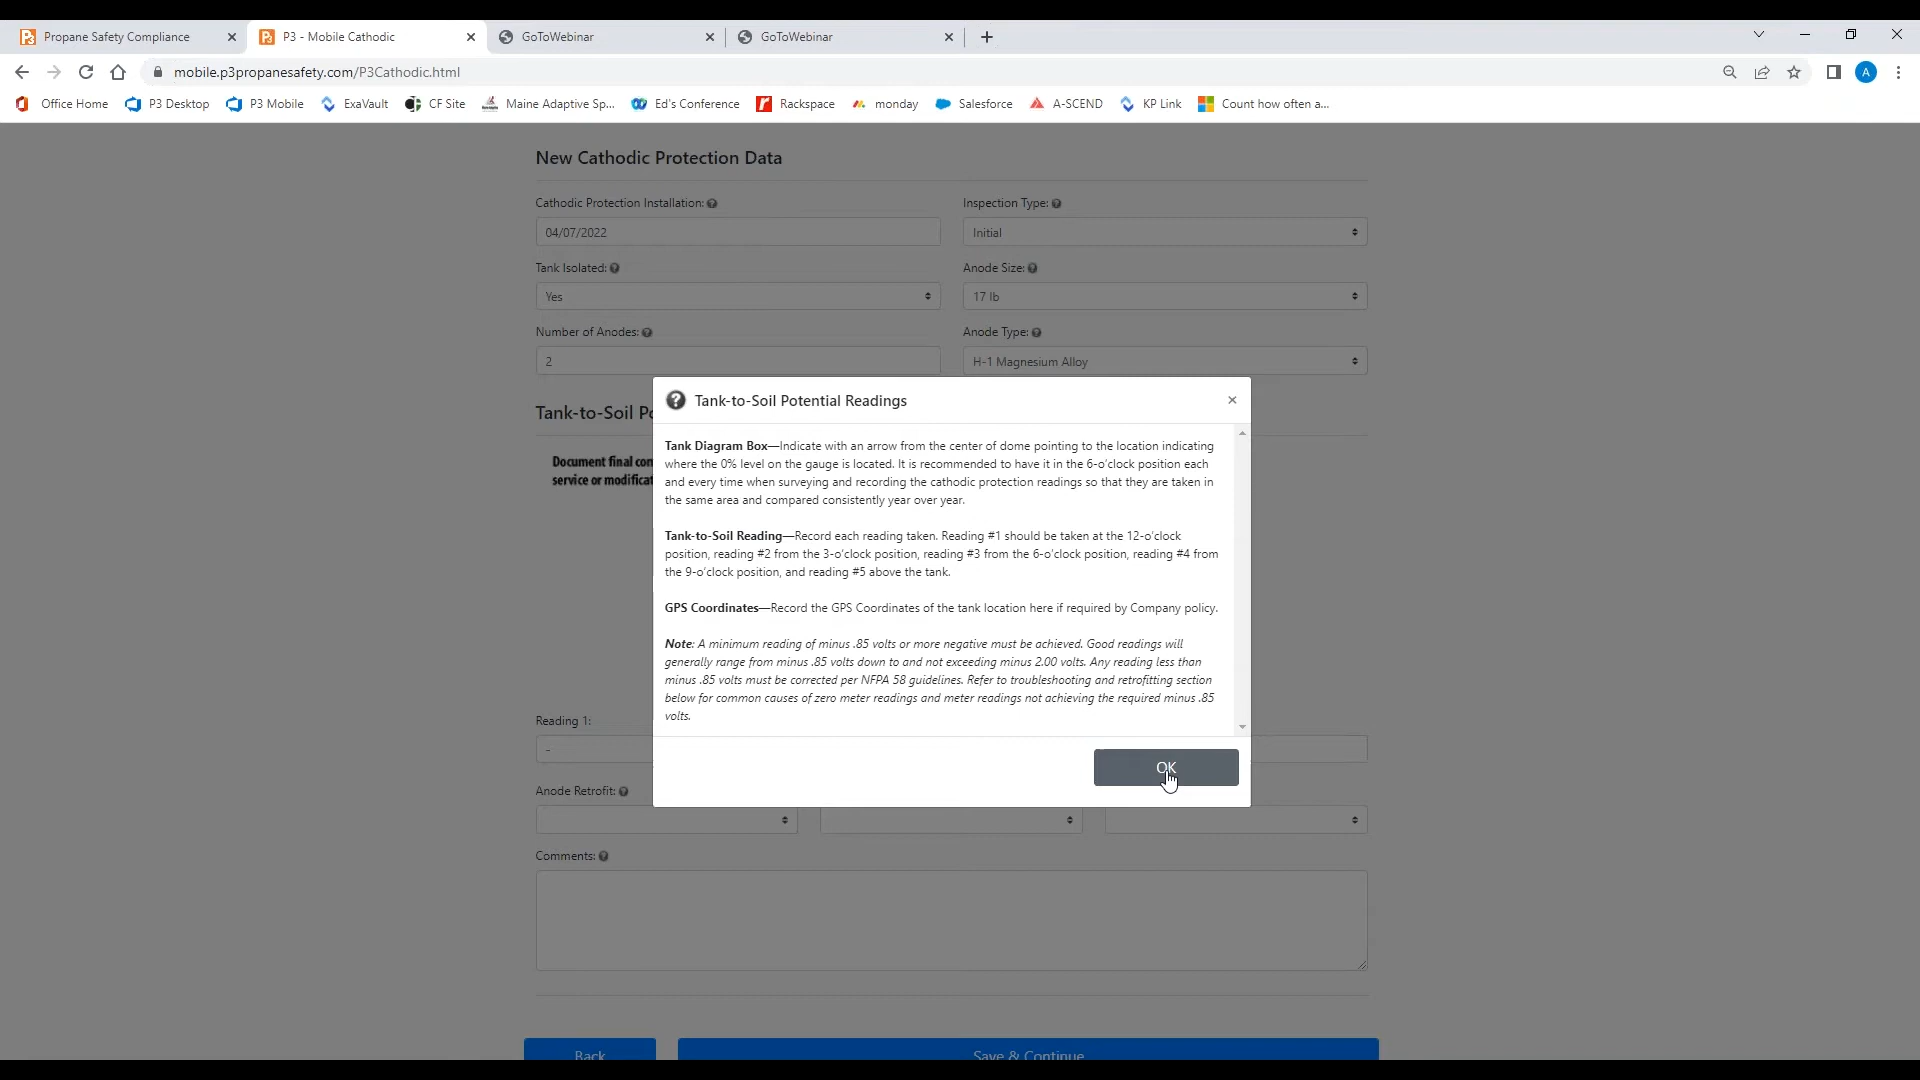 Propane Safety Compliance
P3 - Mobile Cathodic
GoToWebinar
GoToWebinar
mobile.p3propanesafety.com/P3Cathodic.html
A
Office Home
P3 Desktop
P3 Mobile
ExaVault
CF Site
Maine Adaptive Sp...
Ed's Conference
Rackspace
monday
Salesforce
A-SCEND
KP Link
Count how often a...
New Cathodic Protection Data
Cathodic Protection Installation:
Inspection Type:
04/07/2022
Initial
Tank Isolated:
Anode Size:
Yes
17 lb
Number of Anodes:
Anode Type:
2
H-1 Magnesium Alloy
Tank-to-Soil Po
Document final con
service or modificat
Tank-to-Soil Potential Readings
Tank Diagram Box—Indicate with an arrow from the center of dome pointing to the location indicating
where the 0% level on the gauge is located. It is recommended to have it in the 6-o'clock position each
and every time when surveying and recording the cathodic protection readings so that they are taken in
the same area and compared consistently year over year.
Tank-to-Soil Reading—Record each reading taken. Reading #1 should be taken at the 12-o'clock
position, reading #2 from the 3-o'clock position, reading #3 from the 6-o'clock position, reading #4 from
the 9-o'clock position, and reading #5 above the tank.
GPS Coordinates—Record the GPS Coordinates of the tank location here if required by Company policy.
Note: A minimum reading of minus .85 volts or more negative must be achieved. Good readings will
generally range from minus .85 volts down to and not exceeding minus 2.00 volts. Any reading less than
minus .85 volts must be corrected per NFPA 58 guidelines. Refer to troubleshooting and retrofitting section
below for common causes of zero meter readings and meter readings not achieving the required minus .85
volts.
OK
Reading 1:
-
Anode Retrofit:
Comments:
Back
Save & Continue